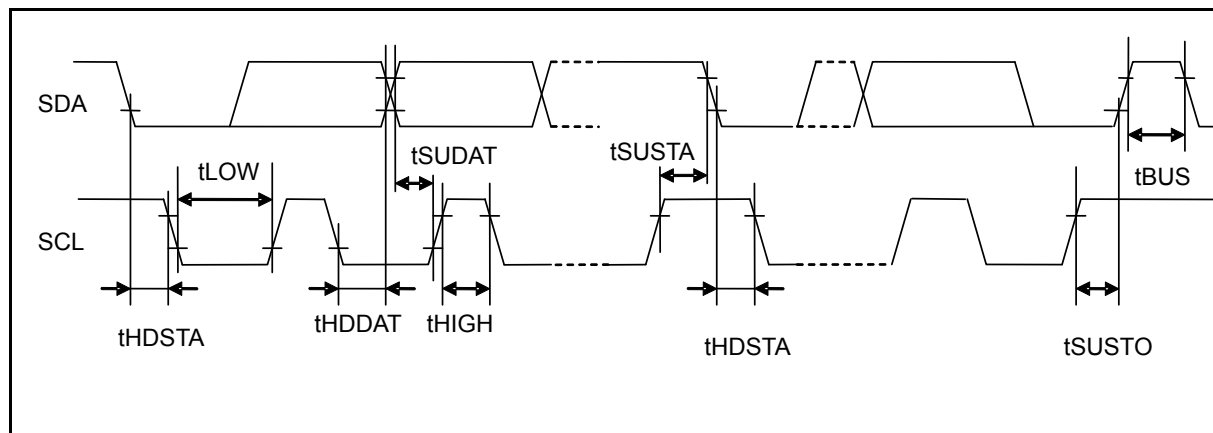 SDA
tSUDAT
tSUSTA
tLOW
tBUS
SCL
tHDSTA
tHDDAT
tHIGH
tHDSTA
tSUSTO